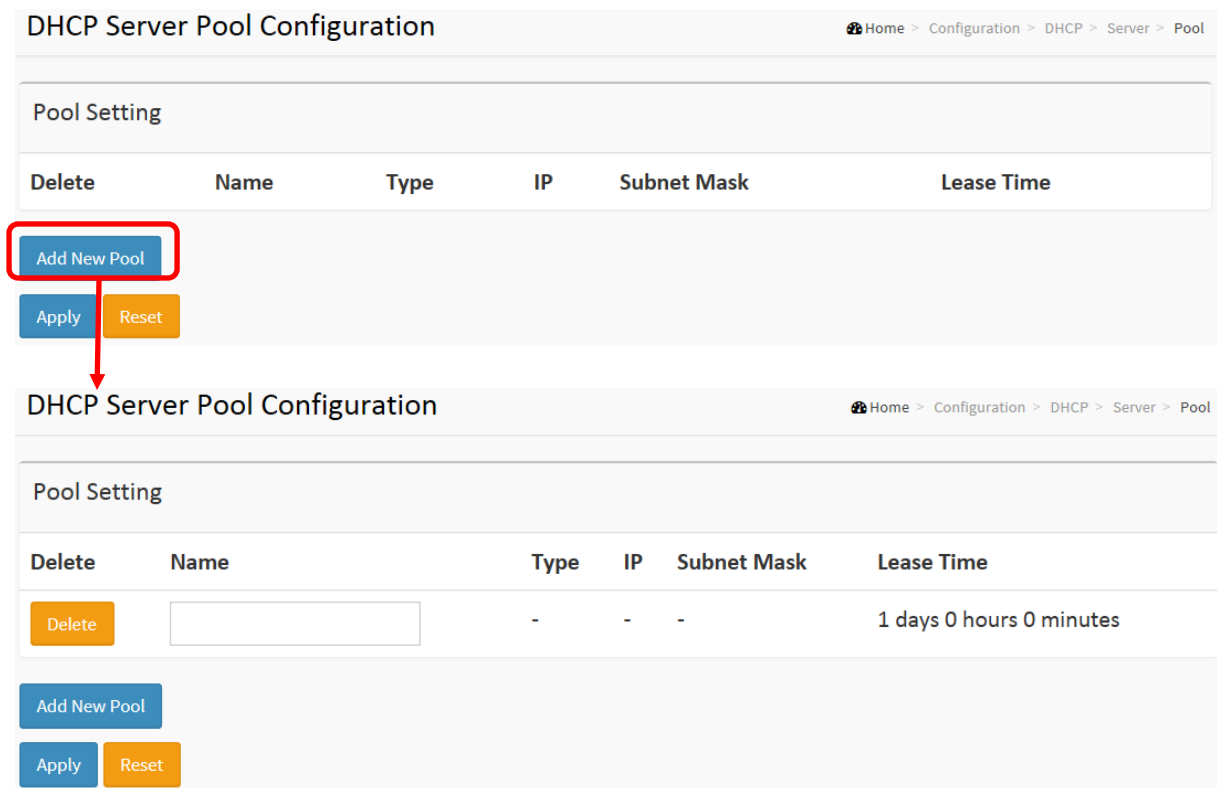 DHCP Server Pool Configuration
Home > Configuration > DHCP > Server > Pool
Pool Setting
Delete Name Type IP Subnet Mask Lease Time
Add New Pool
Apply Reset
DHCP Server Pool Configuration
Home > Configuration > DHCP > Server > Pool
Pool Setting
Delete Name Type IP Subnet Mask Lease Time
Delete - - - 1 days 0 hours 0 minutes
Add New Pool
Apply Reset